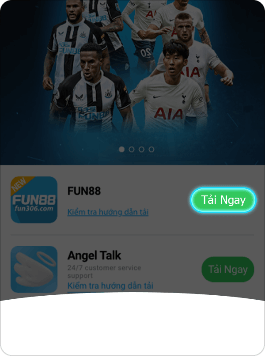 NEW
FUN88
fun306.com
FUN88
Kiểm tra hướng dẫn tải
Tải Ngay
Angel Talk
24/7 customer service
support
Kiểm tra hướng dẫn tải
Tải Ngay